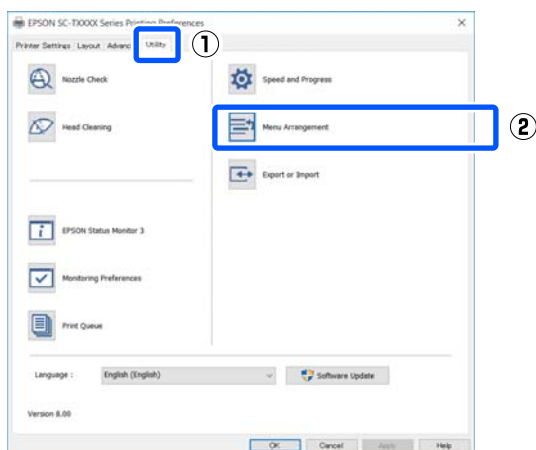 EPSON SC-TXXXX Series Printing Preferences
Printer Settings Layout Advanc Utility ①
Nozzle Check
Speed and Progress
Head Cleaning
Menu Arrangement ②
Export or Import
EPSON Status Monitor 3
Monitoring Preferences
Print Queue
Language : English (English) Software Update
Version 8.00
OK Cancel Apply Help